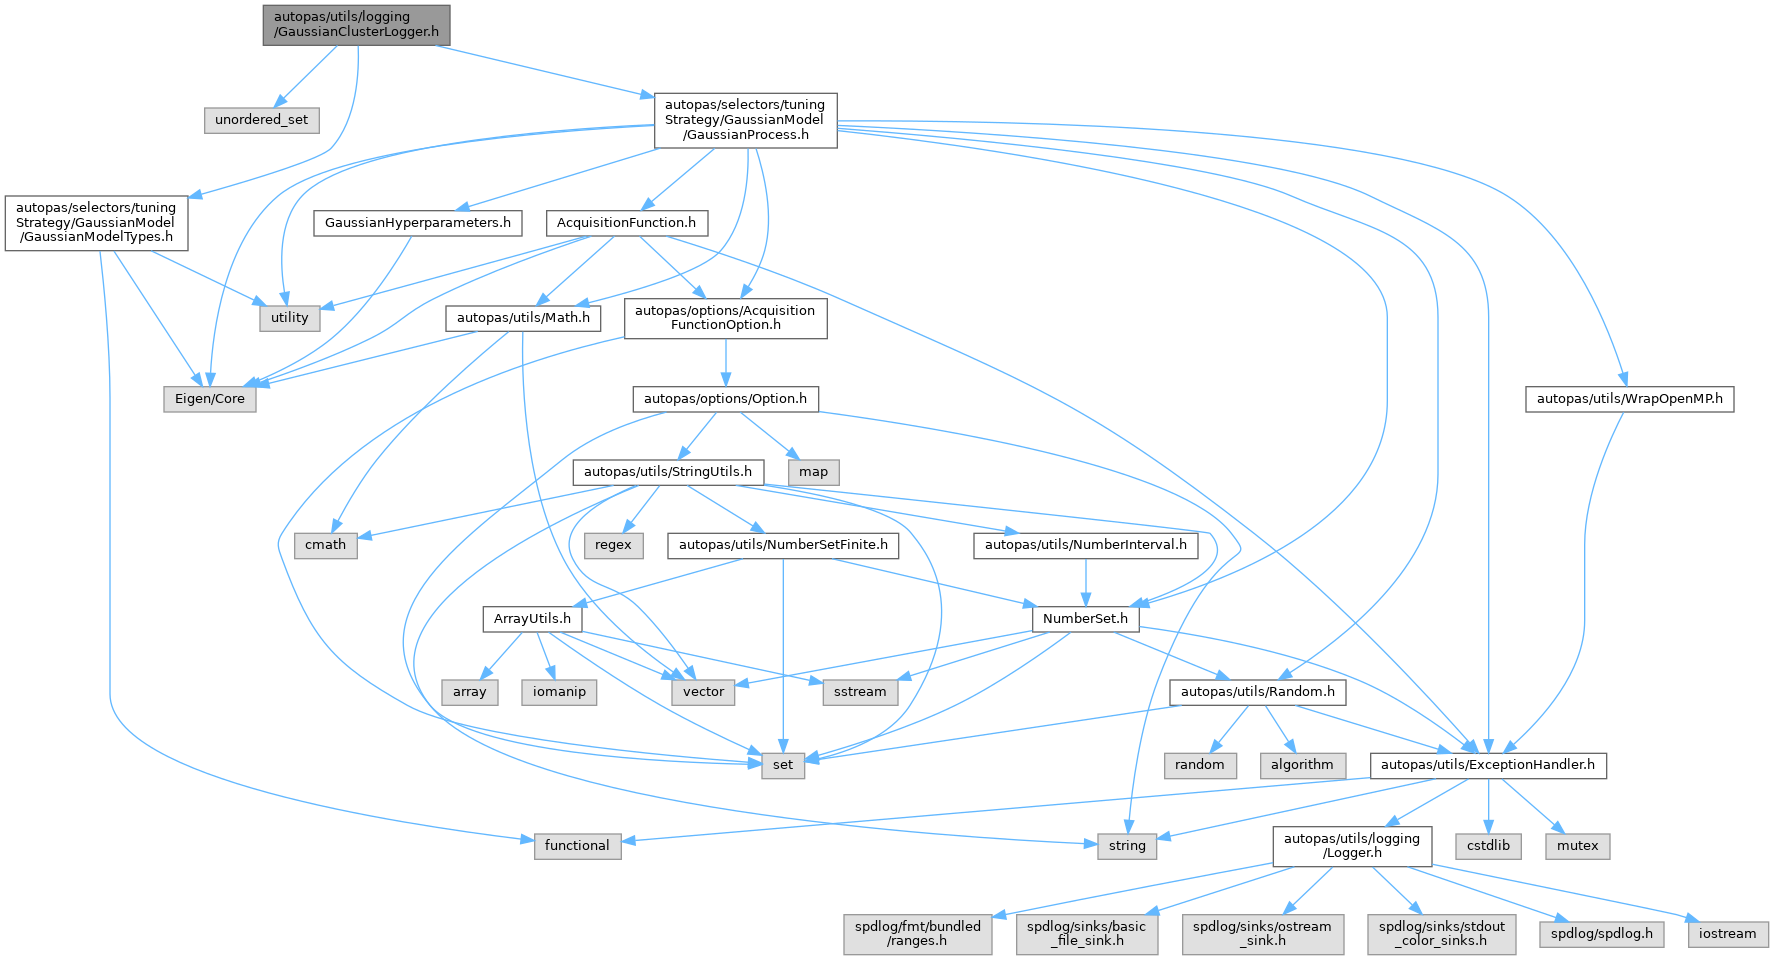 autopas/utils/logging
/GaussianClusterLogger.h
unordered_set
autopas/selectors/tuning
Strategy/GaussianModel
/GaussianProcess.h
autopas/selectors/tuning
Strategy/GaussianModel
/GaussianModelTypes.h
GaussianHyperparameters.h
AcquisitionFunction.h
utility
autopas/utils/Math.h
autopas/options/Acquisition
FunctionOption.h
Eigen/Core
autopas/options/Option.h
autopas/utils/WrapOpenMP.h
autopas/utils/StringUtils.h
map
cmath
regex
autopas/utils/NumberSetFinite.h
autopas/utils/NumberInterval.h
ArrayUtils.h
NumberSet.h
array
iomanip
vector
sstream
autopas/utils/Random.h
set
random
algorithm
autopas/utils/ExceptionHandler.h
functional
string
autopas/utils/logging
/Logger.h
cstdlib
mutex
spdlog/fmt/bundled
/ranges.h
spdlog/sinks/basic
_file_sink.h
spdlog/sinks/ostream
_sink.h
spdlog/sinks/stdout
_color_sinks.h
spdlog/spdlog.h
iostream